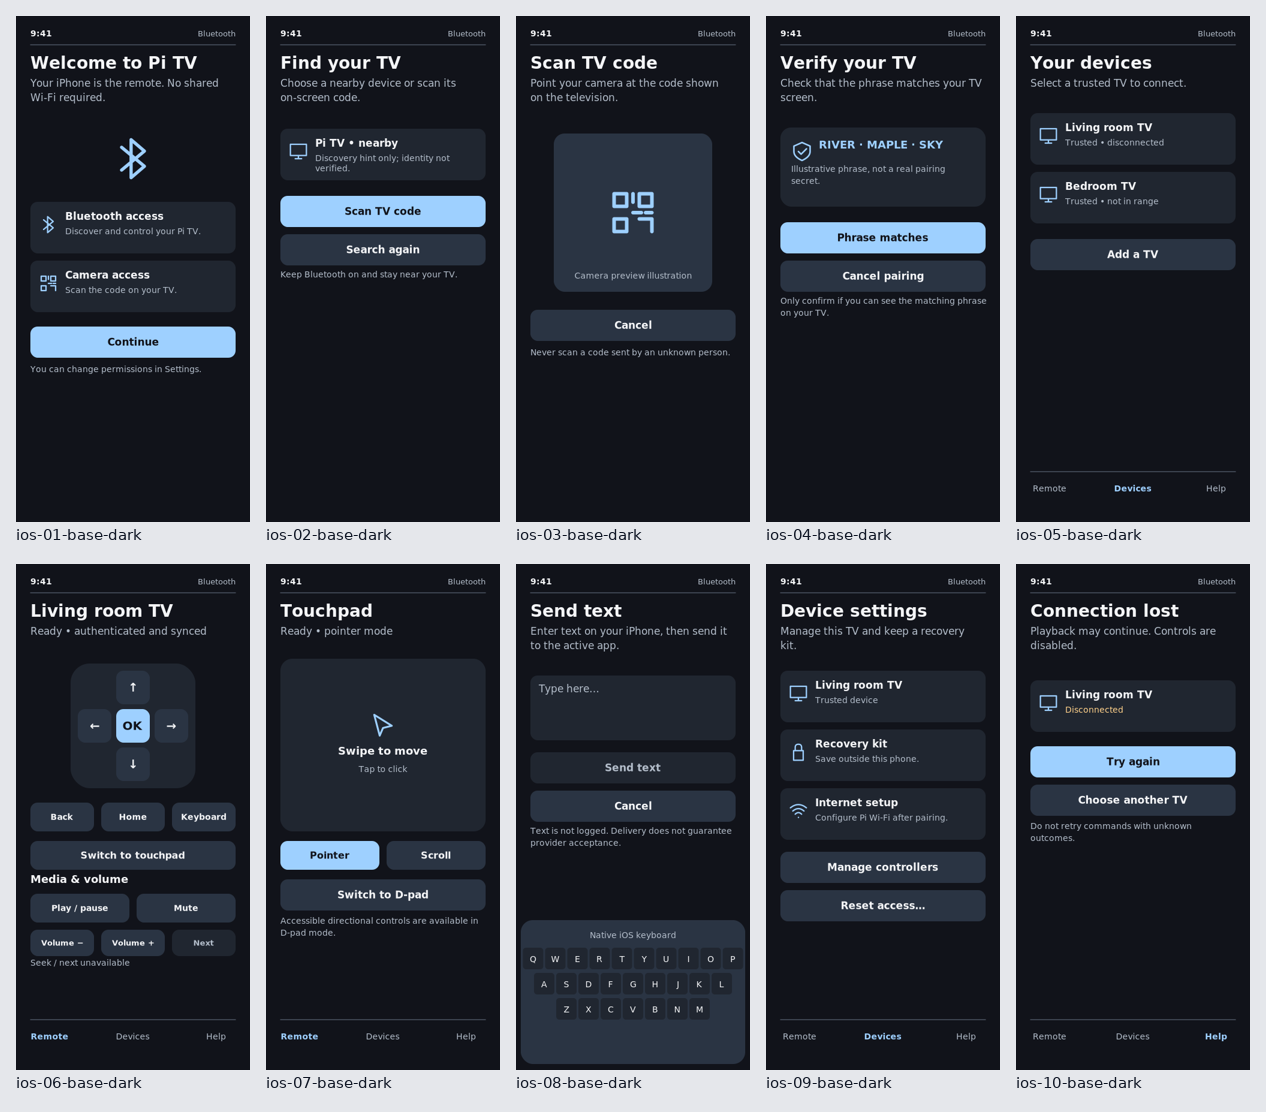 9:41 Bluetooth
Welcome to Pi TV
Your iPhone is the remote. No shared
Wi-Fi required.
Bluetooth access
Discover and control your Pi TV.
Camera access
Scan the code on your TV.
Continue
You can change permissions in Settings.
ios-01-base-dark
9:41 Bluetooth
Find your TV
Choose a nearby device or scan its
on-screen code.
Pi TV • nearby
Discovery hint only; identity not
verified.
Scan TV code
Search again
Keep Bluetooth on and stay near your TV.
ios-02-base-dark
9:41 Bluetooth
Scan TV code
Point your camera at the code shown
on the television.
Camera preview illustration
Cancel
Never scan a code sent by an unknown person.
ios-03-base-dark
9:41 Bluetooth
Verify your TV
Check that the phrase matches your TV
screen.
RIVER · MAPLE · SKY
Illustrative phrase, not a real pairing
secret.
Phrase matches
Cancel pairing
Only confirm if you can see the matching phrase
on your TV.
ios-04-base-dark
9:41 Bluetooth
Your devices
Select a trusted TV to connect.
Living room TV
Trusted • disconnected
Bedroom TV
Trusted • not in range
Add a TV
Remote Devices Help
ios-05-base-dark
9:41 Bluetooth
Living room TV
Ready • authenticated and synced
↑
← OK →
↓
Back Home Keyboard
Switch to touchpad
Media & volume
Play / pause Mute
Volume − Volume + Next
Seek / next unavailable
Remote Devices Help
ios-06-base-dark
9:41 Bluetooth
Touchpad
Ready • pointer mode
Swipe to move
Tap to click
Pointer Scroll
Switch to D-pad
Accessible directional controls are available in
D-pad mode.
Remote Devices Help
ios-07-base-dark
9:41 Bluetooth
Send text
Enter text on your iPhone, then send it
to the active app.
Type here...
Send text
Cancel
Text is not logged. Delivery does not guarantee
provider acceptance.
Native iOS keyboard
Q W E R T Y U I O P
A S D F G H J K L
Z X C V B N M
ios-08-base-dark
9:41 Bluetooth
Device settings
Manage this TV and keep a recovery
kit.
Living room TV
Trusted device
Recovery kit
Save outside this phone.
Internet setup
Configure Pi Wi-Fi after pairing.
Manage controllers
Reset access...
Remote Devices Help
ios-09-base-dark
9:41 Bluetooth
Connection lost
Playback may continue. Controls are
disabled.
Living room TV
Disconnected
Try again
Choose another TV
Do not retry commands with unknown
outcomes.
Remote Devices Help
ios-10-base-dark